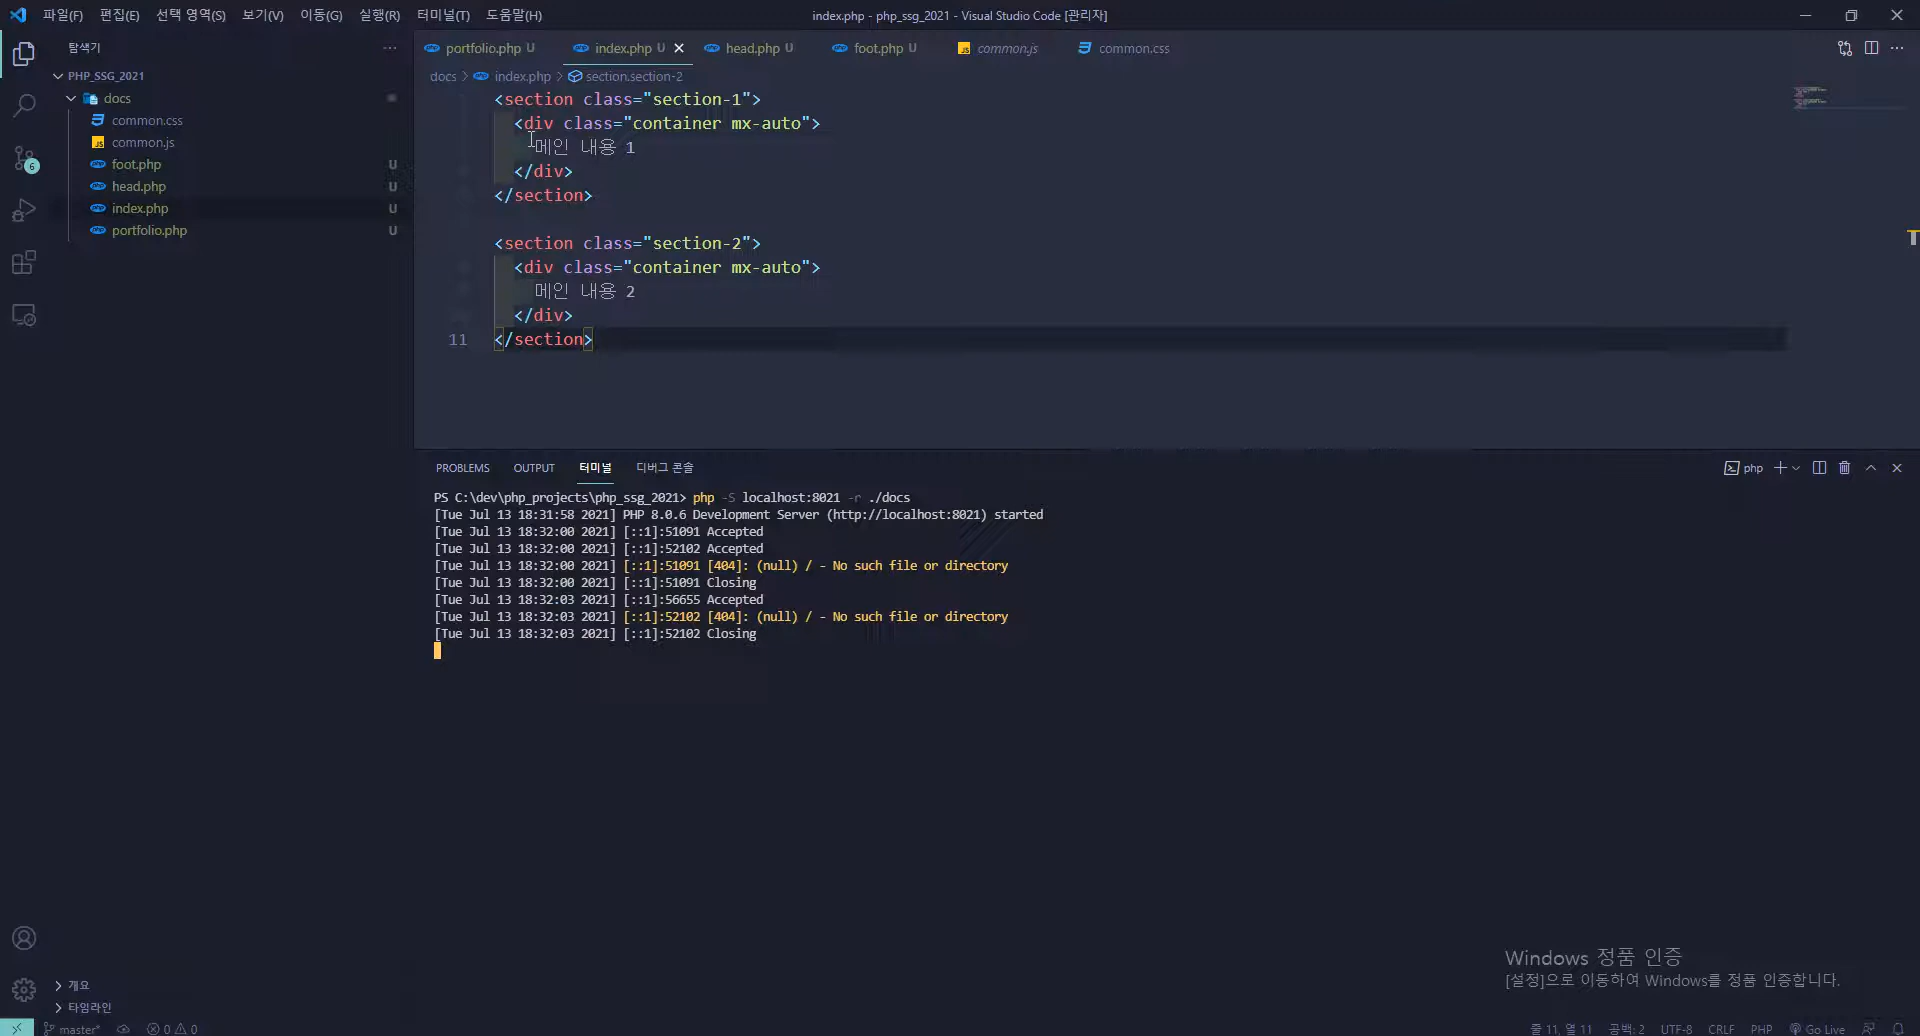 파일(F) 편집(E) 선택 영역(S) 보기(V) 이동(G) 실행(R) 터미널(T) 도움말(H)
index.php - php_ssg_2021 - Visual Studio Code [관리자]
탐색기
PHP_SSG_2021
docs
common.css
common.js
foot.php U
head.php U
index.php U
portfolio.php U
6
개요
타임라인
portfolio.php U index.php U head.php U foot.php U common.js common.css
docs > index.php > section.section-2
<section class="section-1">
<div class="container mx-auto">
메인 내용 1
</div>
</section>
<section class="section-2">
<div class="container mx-auto">
메인 내용 2
</div>
11 </section>
PROBLEMS OUTPUT 터미널 디버그 콘솔
php
PS C:\dev\php_projects\php_ssg_2021> php -S localhost:8021 -r ./docs
[Tue Jul 13 18:31:58 2021] PHP 8.0.6 Development Server (http://localhost:8021) started
[Tue Jul 13 18:32:00 2021] [::1]:51091 Accepted
[Tue Jul 13 18:32:00 2021] [::1]:52102 Accepted
[Tue Jul 13 18:32:00 2021] [::1]:51091 [404]: (null) / - No such file or directory
[Tue Jul 13 18:32:00 2021] [::1]:51091 Closing
[Tue Jul 13 18:32:03 2021] [::1]:56655 Accepted
[Tue Jul 13 18:32:03 2021] [::1]:52102 [404]: (null) / - No such file or directory
[Tue Jul 13 18:32:03 2021] [::1]:52102 Closing
Windows 정품 인증
[설정]으로 이동하여 Windows를 정품 인증합니다.
master* 0 0
줄 11, 열 11 공백: 2 UTF-8 CRLF PHP Go Live